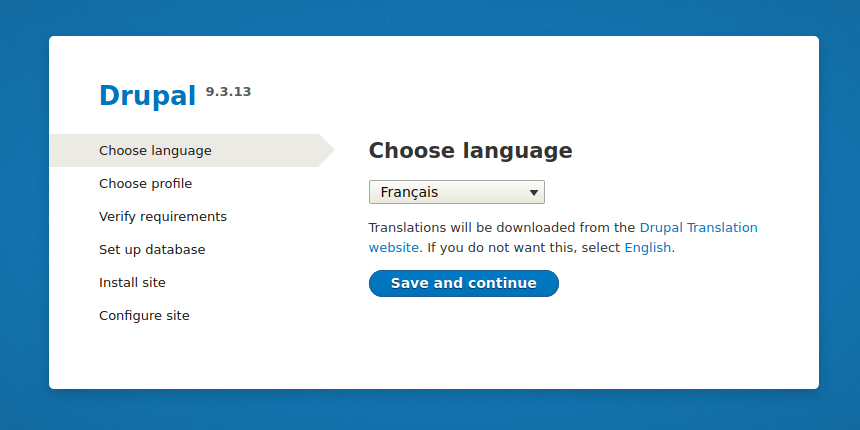 Drupal 9.3.13
Choose language
Choose profile
Verify requirements
Set up database
Install site
Configure site
Choose language
Français
Translations will be downloaded from the Drupal Translation
website. If you do not want this, select English.
Save and continue